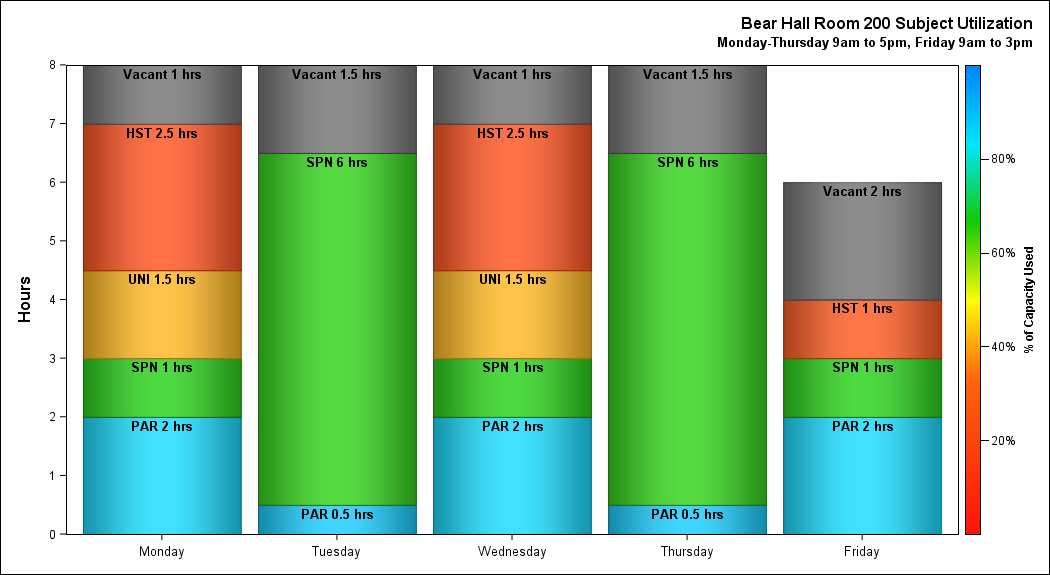 Bear Hall Room 200 Subject Utilization
Monday-Thursday 9am to 5pm, Friday 9am to 3pm
Hours
8
7
6
5
4
3
2
1
0
Vacant 1 hrs
HST 2.5 hrs
UNI 1.5 hrs
SPN 1 hrs
PAR 2 hrs
Monday
Vacant 1.5 hrs
SPN 6 hrs
PAR 0.5 hrs
Tuesday
Vacant 1 hrs
HST 2.5 hrs
UNI 1.5 hrs
SPN 1 hrs
PAR 2 hrs
Wednesday
Vacant 1.5 hrs
SPN 6 hrs
PAR 0.5 hrs
Thursday
Vacant 2 hrs
HST 1 hrs
SPN 1 hrs
PAR 2 hrs
Friday
80%
60%
40%
20%
% of Capacity Used